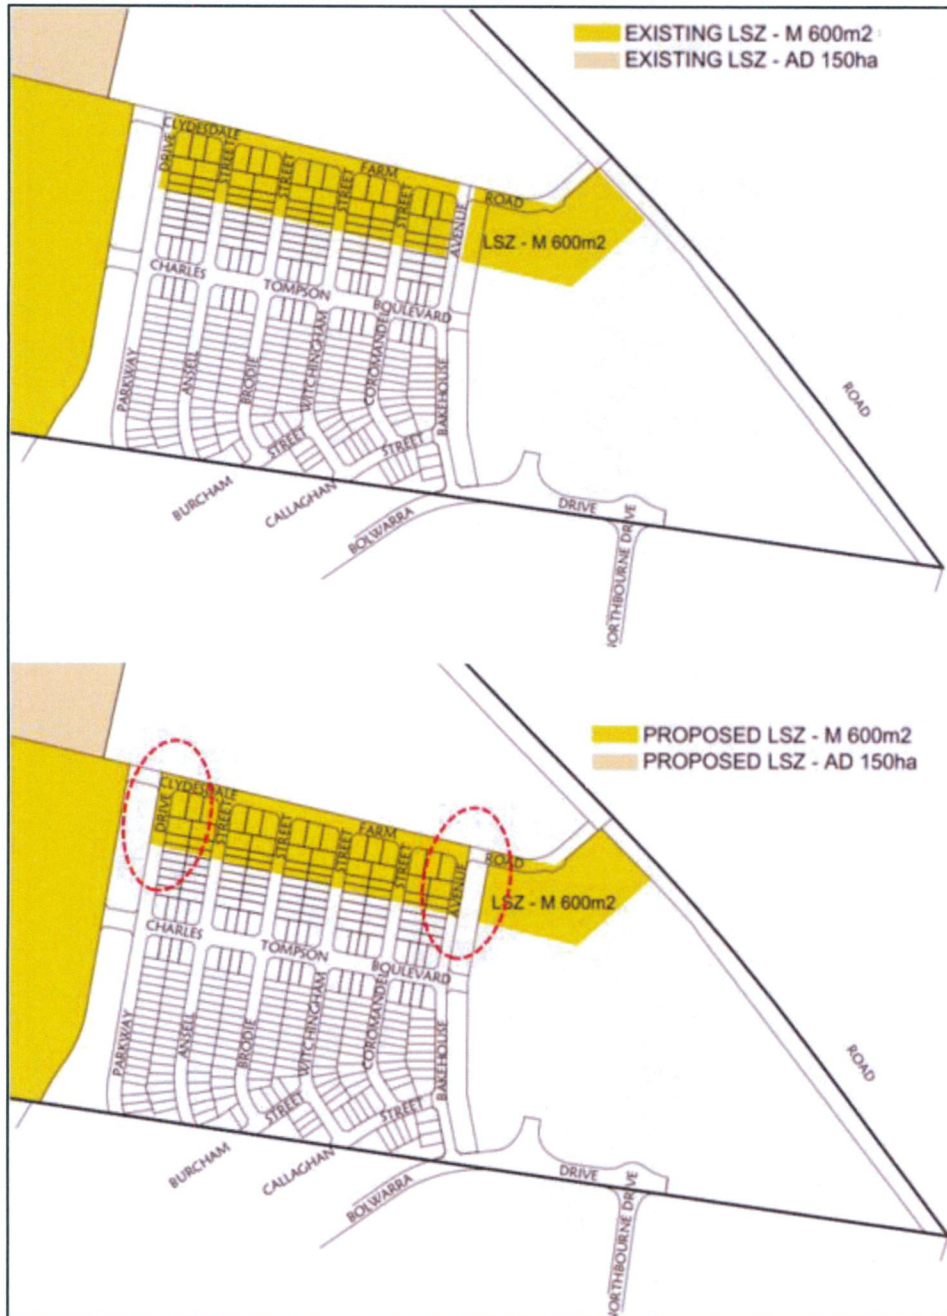 EXISTING LSZ - M 600m2
EXISTING LSZ - AD 150ha
CLYDESDALE
FARM
ROAD
DRIVE
STREET
STREET
STREET
STREET
AVENUE
LSZ - M 600m2
CHARLES
TOMPSON
BOULEVARD
PARKWAY
ANSELL
BRODIE
WITCHINGHAM
COROMANDEL
BAKEHOUSE
ROAD
STREET
STREET
BURCHAM
CALLAGHAN
BOLWARRA
DRIVE
NORTHBOURNE DRIVE
PROPOSED LSZ - M 600m2
PROPOSED LSZ - AD 150ha
CLYDESDALE
FARM
ROAD
DRIVE
STREET
STREET
STREET
STREET
AVENUE
LSZ - M 600m2
CHARLES
TOMPSON
BOULEVARD
PARKWAY
ANSELL
BRODIE
WITCHINGHAM
COROMANDEL
BAKEHOUSE
ROAD
STREET
STREET
BURCHAM
CALLAGHAN
BOLWARRA
DRIVE
NORTHBOURNE DRIVE